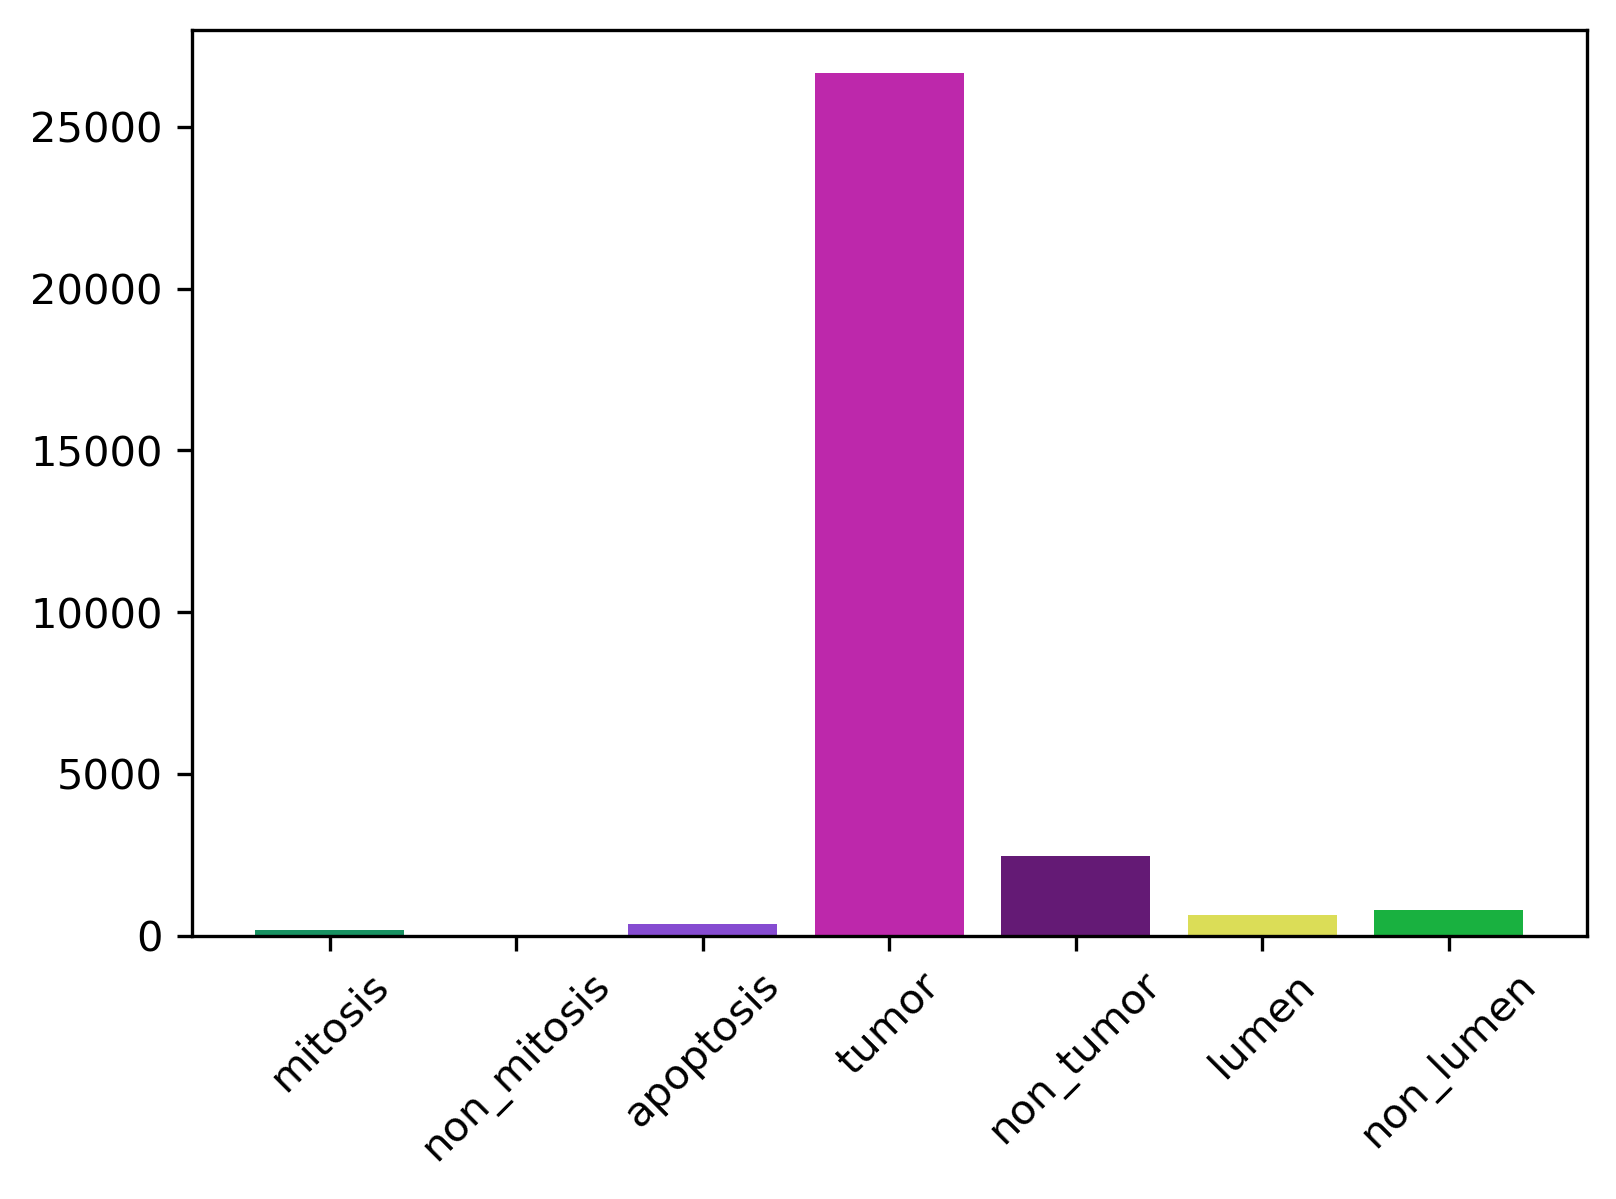 25000
20000
15000
10000
5000
0
mitosis
non_mitosis
apoptosis
tumor
non_tumor
lumen
non_lumen